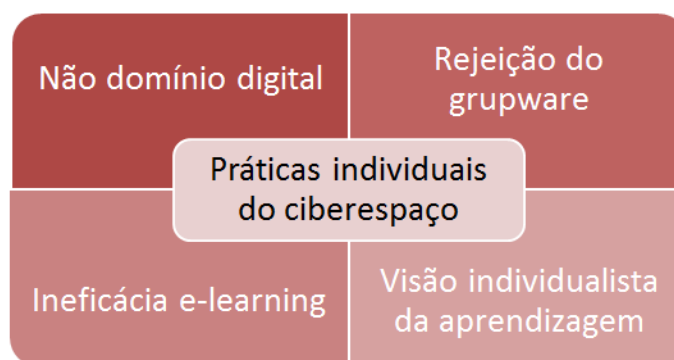 Não domínio digital
Rejeição do
grupware
Práticas individuais
do ciberespaço
Ineficácia e-learning
Visão individualista
da aprendizagem